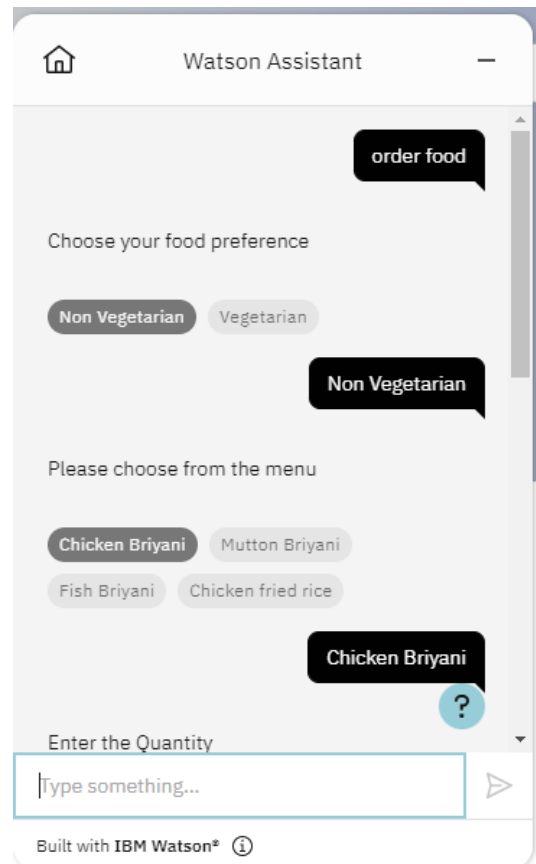 Watson Assistant
order food
Choose your food preference
Non Vegetarian Vegetarian
Non Vegetarian
Please choose from the menu
Chicken Briyani Mutton Briyani
Fish Briyani Chicken fried rice
Chicken Briyani
?
Enter the Quantity
Type something...
Built with IBM Watson®